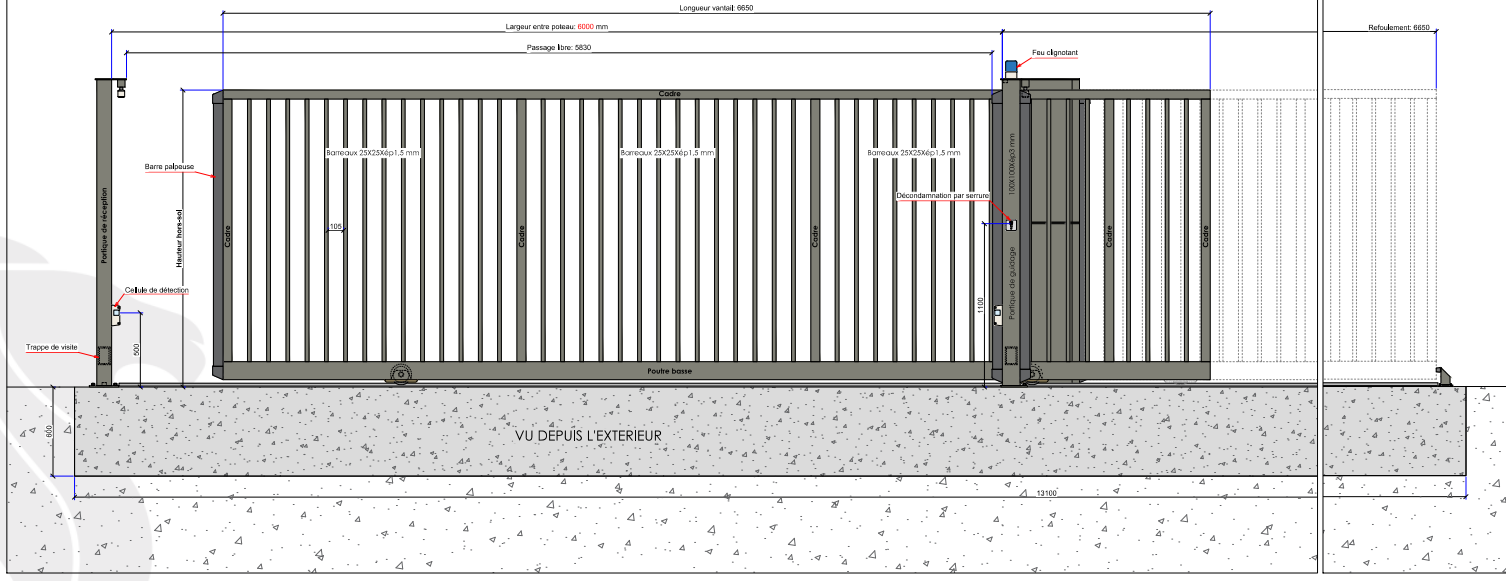 Longueur vantail: 6650
Largeur entre poteau: 6000 mm
Refoulement: 6650
Passage libre: 5830
Feu clignotant
Cadre
Barreaux 25X25Xép1,5 mm
Barreaux 25X25Xép1,5 mm
Barreaux 25X25Xép1,5 mm
Barre palpeuse
100X100Xép3 mm
Décondamnation par serrure
Portique de réception
Hauteur hors-sol
Cadre
105
Cadre
Cadre
Cadre
Cadre
Portique de guidage
Cellule de détection
1100
500
Trappe de visite
Poutre basse
600
VU DEPUIS L'EXTERIEUR
13100